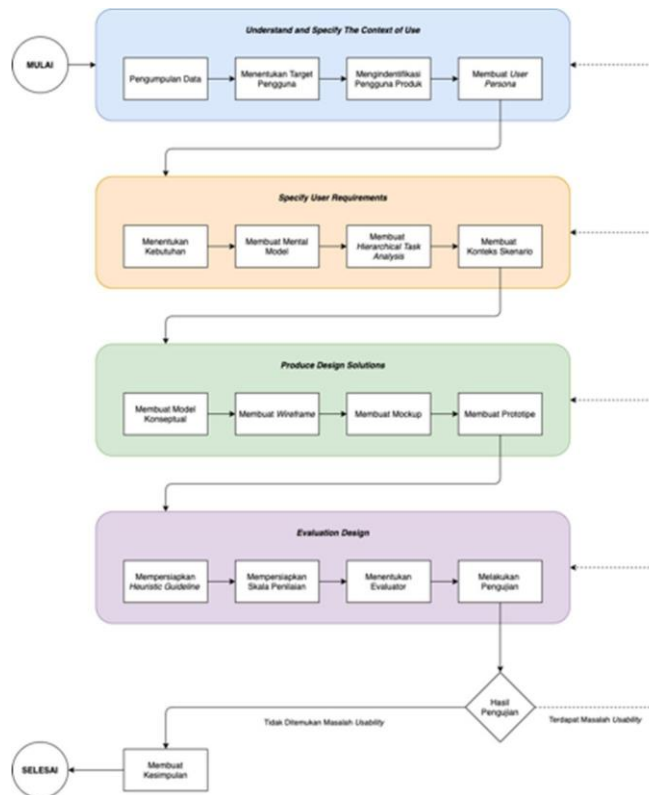 Understand and Specify The Context of Use
MULAI
Pengumpulan Data
Menentukan Target
Pengguna
Mengindentifikasi
Pengguna Produk
Membuat User
Persona
Specify User Requirements
Menentukan
Kebutuhan
Membuat Mental
Model
Membuat
Hierarchical Task
Analysis
Membuat
Konteks Skenario
Produce Design Solutions
Membuat Model
Konseptual
Membuat Wireframe
Membuat Mockup
Membuat Prototipe
Evaluation Design
Mempersiapkan
Heuristic Guideline
Mempersiapkan
Skala Penilaian
Menentukan
Evaluator
Melakukan
Pengujian
Hasil
Pengujian
Tidak Ditemukan Masalah Usability
Terdapat Masalah Usability
SELESAI
Membuat
Kesimpulan